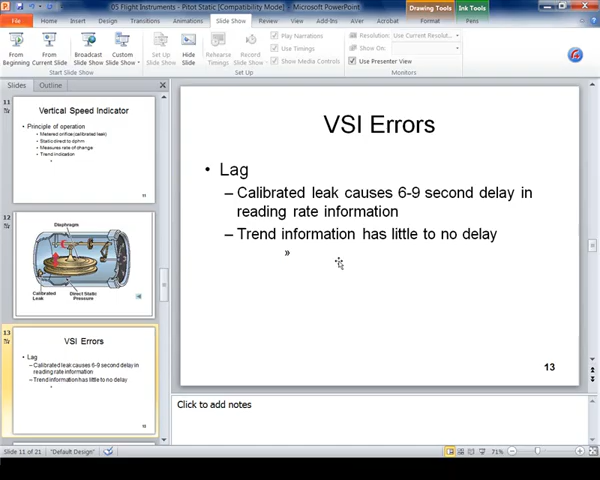 05 Flight Instruments - Pitot Static [Compatibility Mode] - Microsoft PowerPoint
Drawing Tools
Ink Tools
File
Home
Insert
Design
Transitions
Animations
Slide Show
Review
View
Add-Ins
Acrobat
Format
Pens
From Beginning
From Current Slide
Broadcast Slide Show
Custom Slide Show
Set Up Slide Show
Hide Slide
Rehearse Timings
Record Slide Show
Play Narrations
Use Timings
Show Media Controls
Resolution: Use Current Resolut...
Show On:
Use Presenter View
Start Slide Show
Set Up
Monitors
Slides
Outline
11
Vertical Speed Indicator
Principle of operation
Metered orifice(calibrated leak)
Static direct to dphm
Measures rate of change
Trend indication
11
12
Diaphragm
Calibrated Leak
Direct Static Pressure
13
VSI Errors
Lag
– Calibrated leak causes 6-9 second delay in
reading rate information
– Trend information has little to no delay
VSI Errors
• Lag
– Calibrated leak causes 6-9 second delay in
reading rate information
– Trend information has little to no delay
»
13
Click to add notes
Slide 11 of 21
"Default Design"
71%